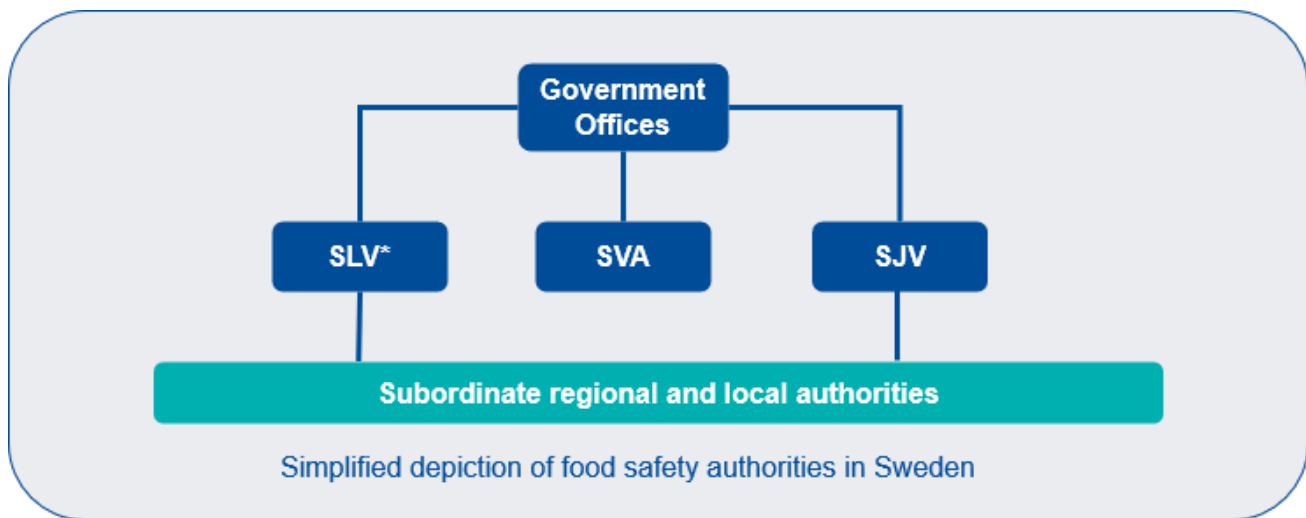 Government
Offices
SLV*
SVA
SJV
Subordinate regional and local authorities
Simplified depiction of food safety authorities in Sweden